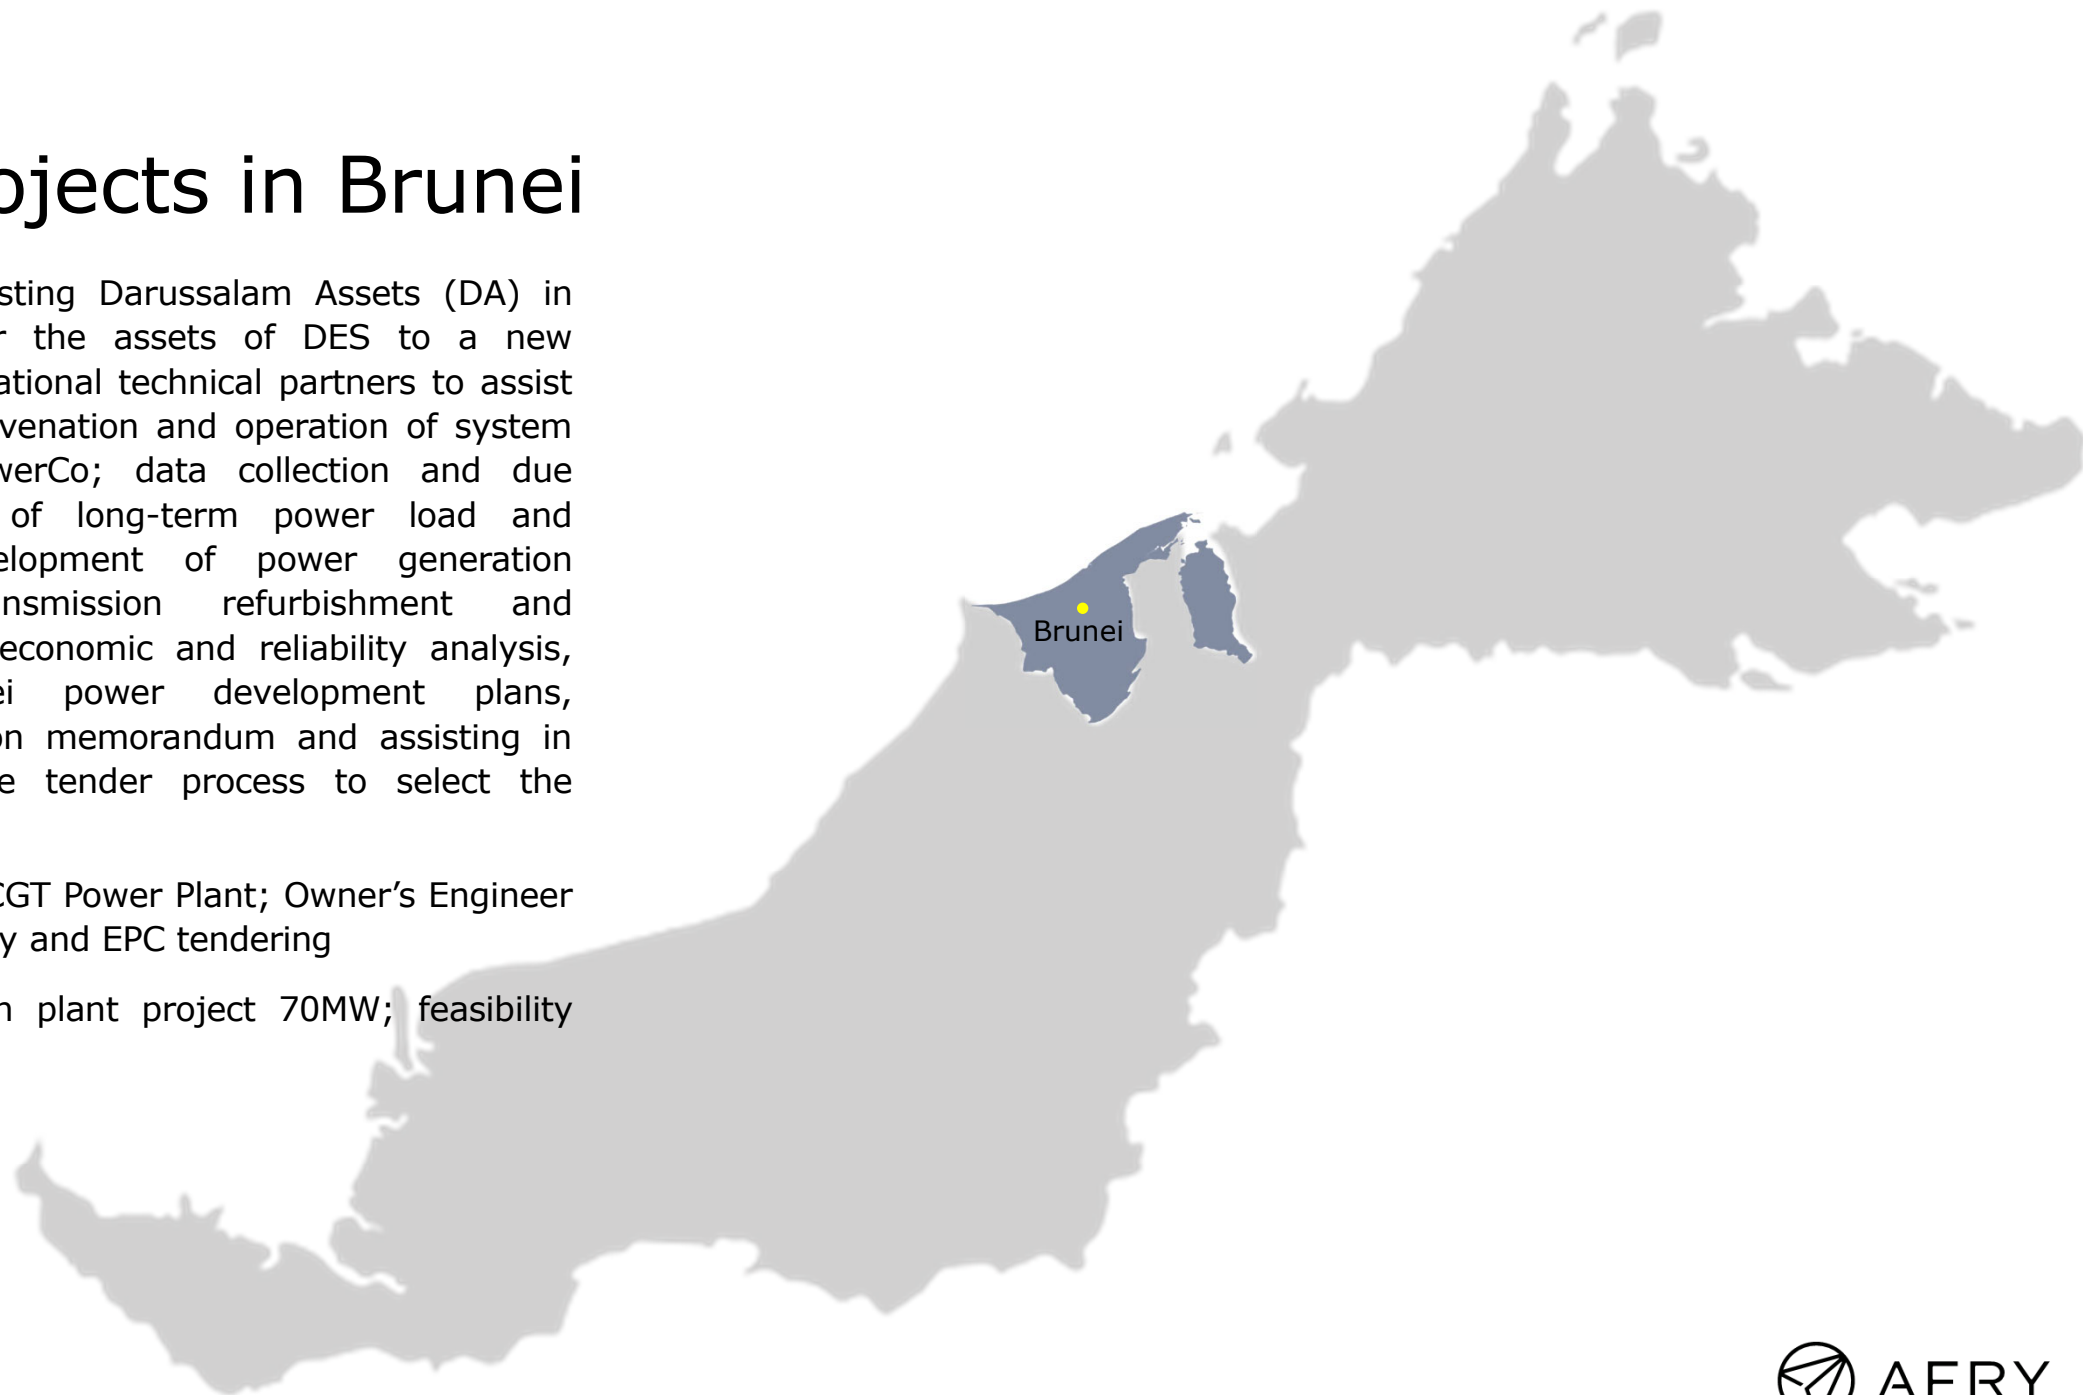 ojects in Brunei
sting Darussalam Assets (DA) in
r the assets of DES to a new
ational technical partners to assist
venation and operation of system
werCo; data collection and due
of long-term power load and
elopment of power generation
nsmission refurbishment and
economic and reliability analysis,
ei power development plans,
on memorandum and assisting in
e tender process to select the
CGT Power Plant; Owner's Engineer
y and EPC tendering
n plant project 70MW; feasibility
Brunei
AFRY